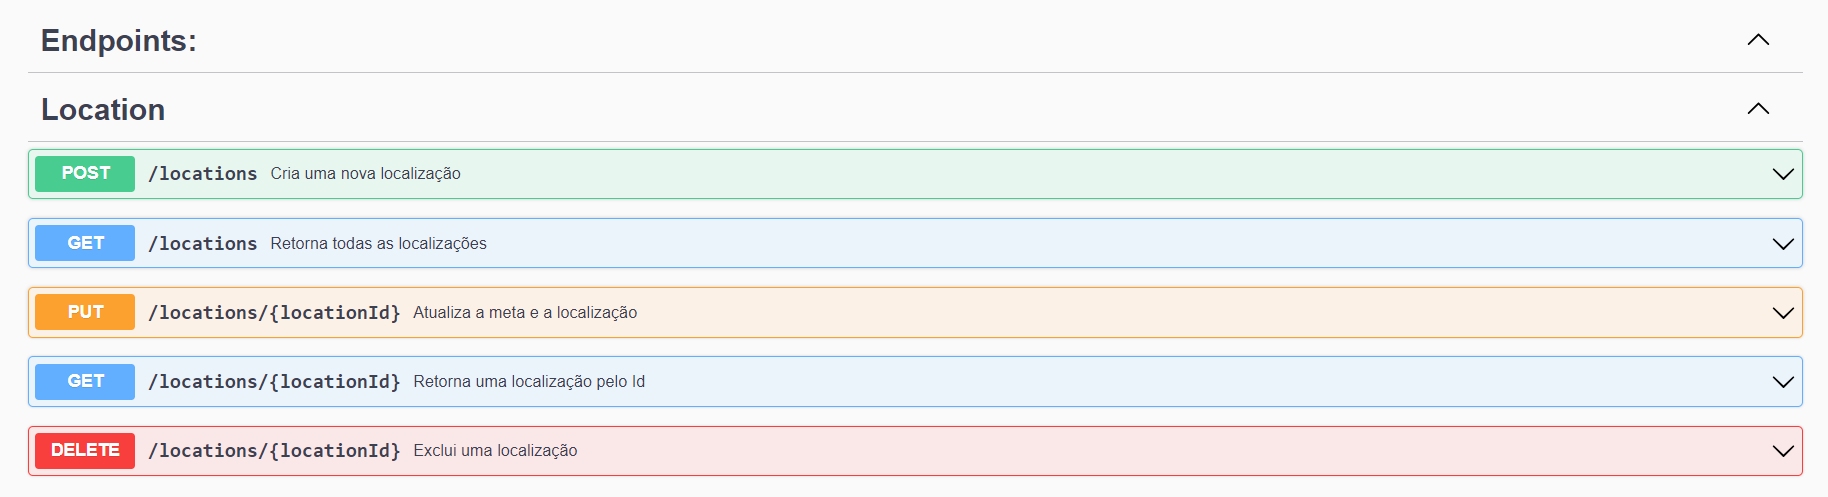 Endpoints:
Location
POST /locations Cria uma nova localização
GET /locations Retorna todas as localizações
PUT /locations/{locationId} Atualiza a meta e a localização
GET /locations/{locationId} Retorna uma localização pelo Id
DELETE /locations/{locationId} Exclui uma localização